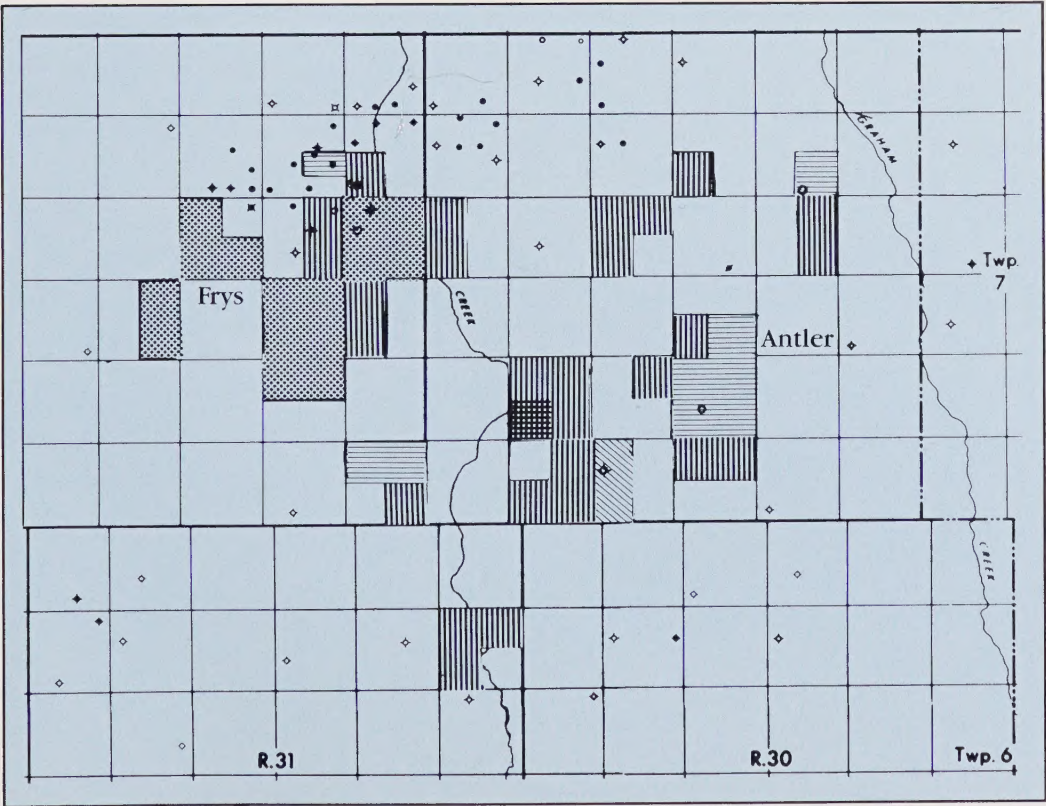 GRAHAM
Twp.
7
Frys
CREEK
Antler
CREEK
R.31
R.30
Twp. 6